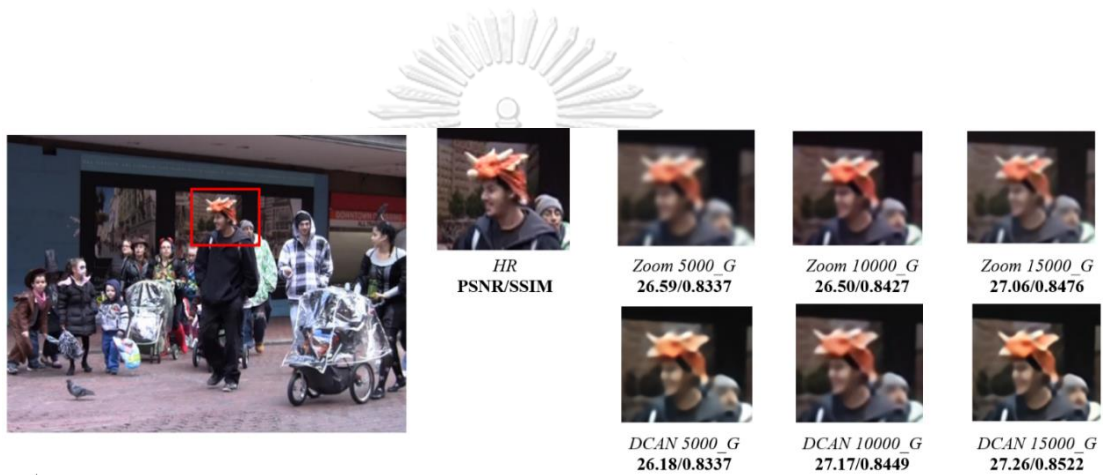 DOWNTOWN
HR
PSNR/SSIM
Zoom 5000_G
26.59/0.8337
Zoom 10000_G
26.50/0.8427
Zoom 15000_G
27.06/0.8476
DCAN 5000_G
26.18/0.8337
DCAN 10000_G
27.17/0.8449
DCAN 15000_G
27.26/0.8522